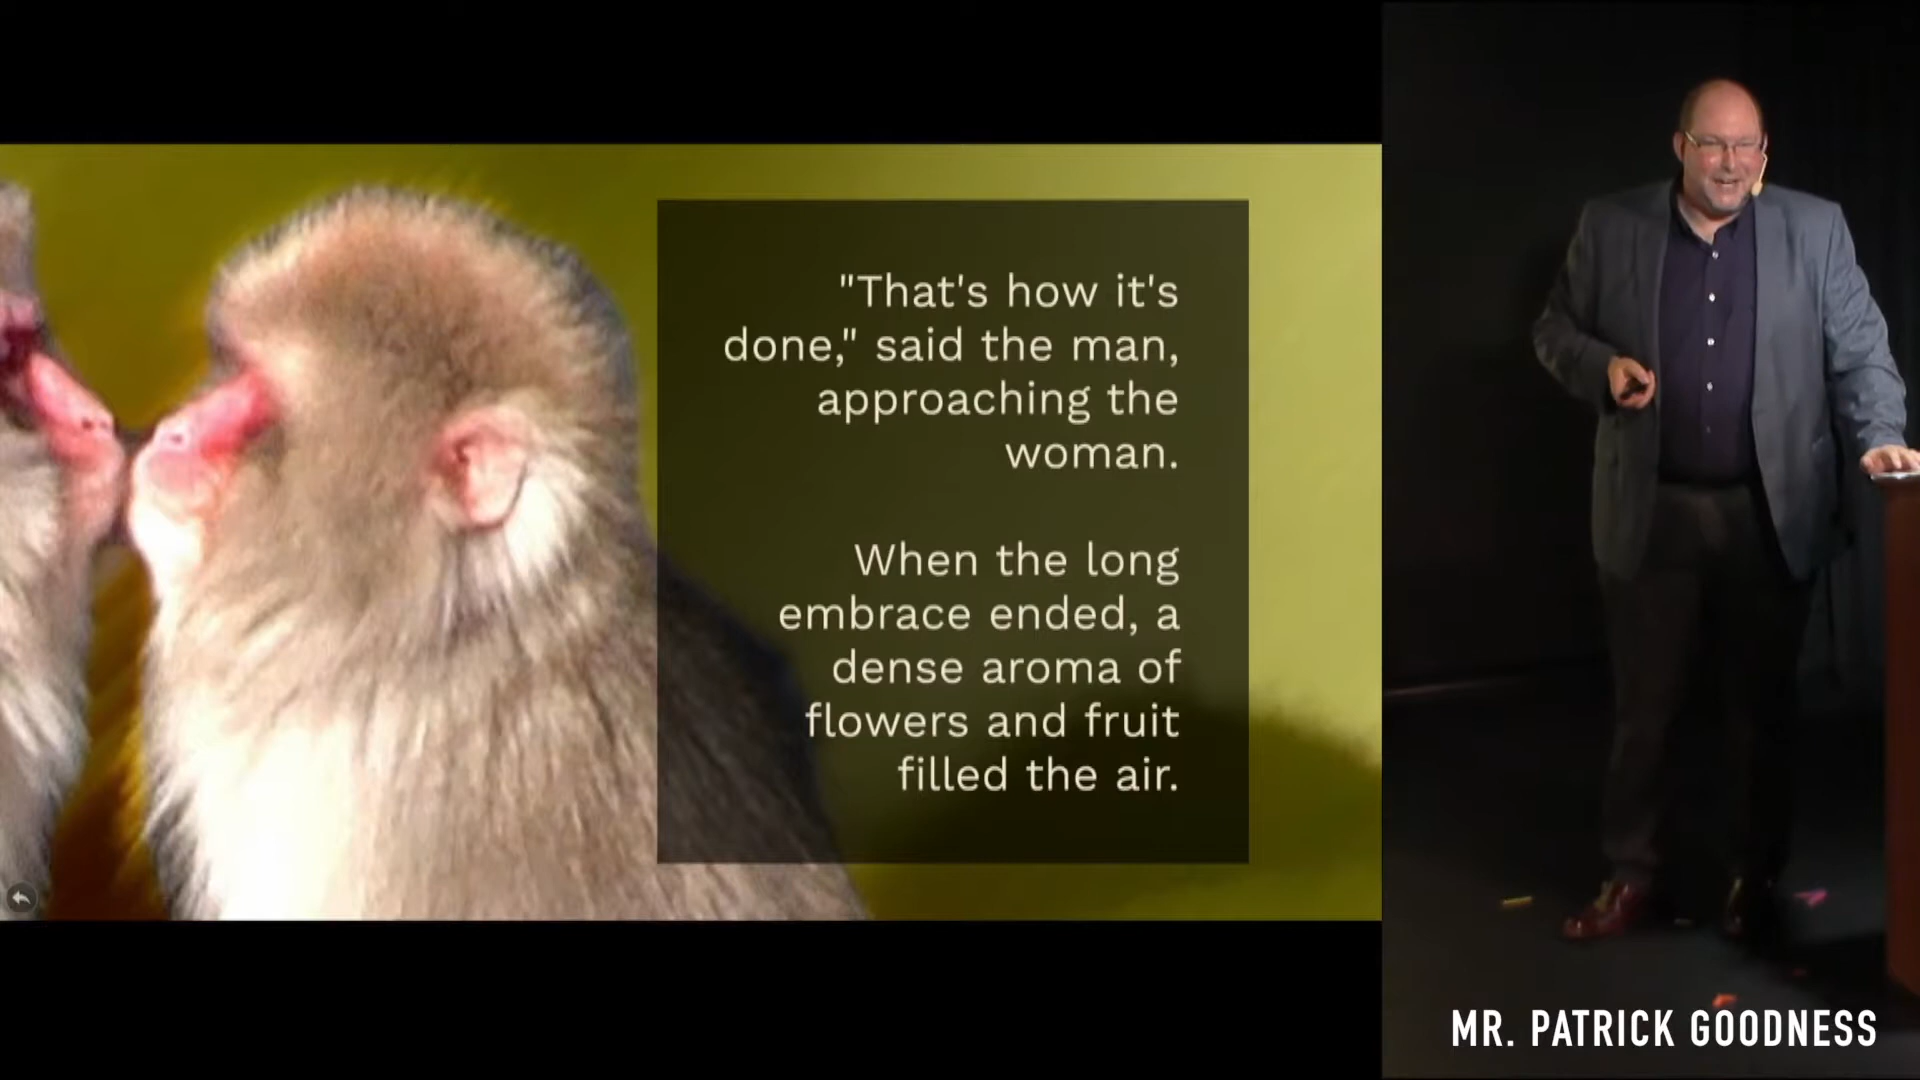 "That's how it's
done," said the man,
approaching the
woman.
When the long
embrace ended, a
dense aroma of
flowers and fruit
filled the air.
MR. PATRICK GOODNESS